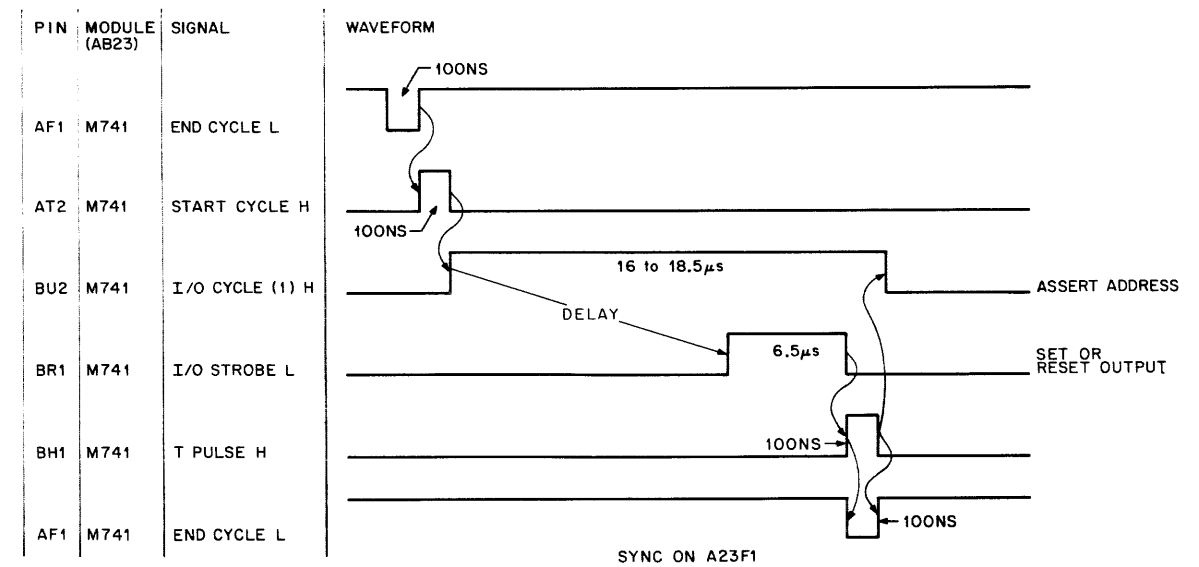 PIN MODULE SIGNAL WAVEFORM
(AB23)
100NS
AF1 M741 END CYCLE L
AT2 M741 START CYCLE H
100NS
16 to 18.5μs
BU2 M741 I/O CYCLE (1) H ASSERT ADDRESS
DELAY
6.5μs
SET OR
BR1 M741 I/O STROBE L RESET OUTPUT
100NS
BH1 M741 T PULSE H
100NS
AF1 M741 END CYCLE L
SYNC ON A23F1